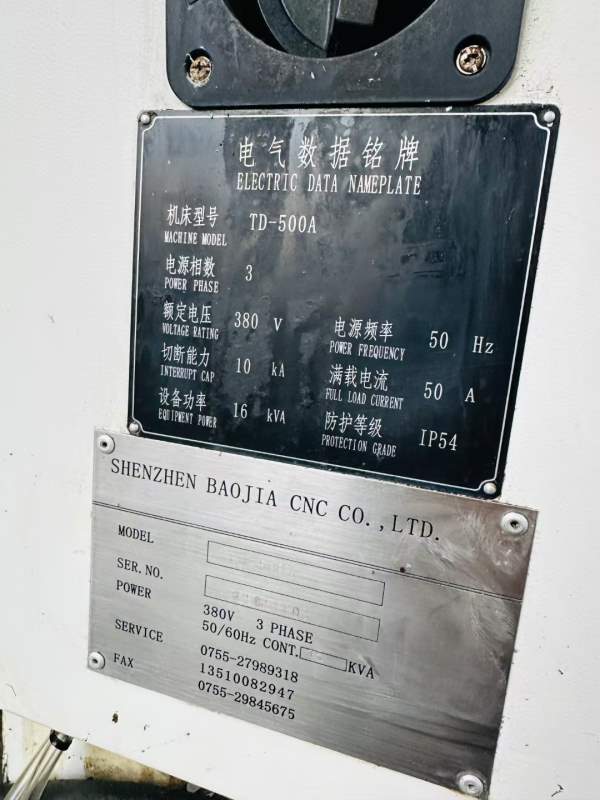 电气数据铭牌
ELECTRIC DATA NAMEPLATE
机床型号 TD-500A
MACHINE MODEL
电源相数 3
POWER PHASE
额定电压 380 V 电源频率 50 Hz
VOLTAGE RATING POWER FREQUENCY
切断能力 10 kA 满载电流 50 A
INTERRUPT CAP FULL LOAD CURRENT
设备功率 16 kVA 防护等级 IP54
EQUIPMENT POWER PROTECTION GRADE
SHENZHEN BAOJIA CNC CO.,LTD.
MODEL
SER.NO.
POWER 380V 3 PHASE
50/60Hz CONT. KVA
SERVICE 0755-27989318
13510082947
FAX 0755-29845675